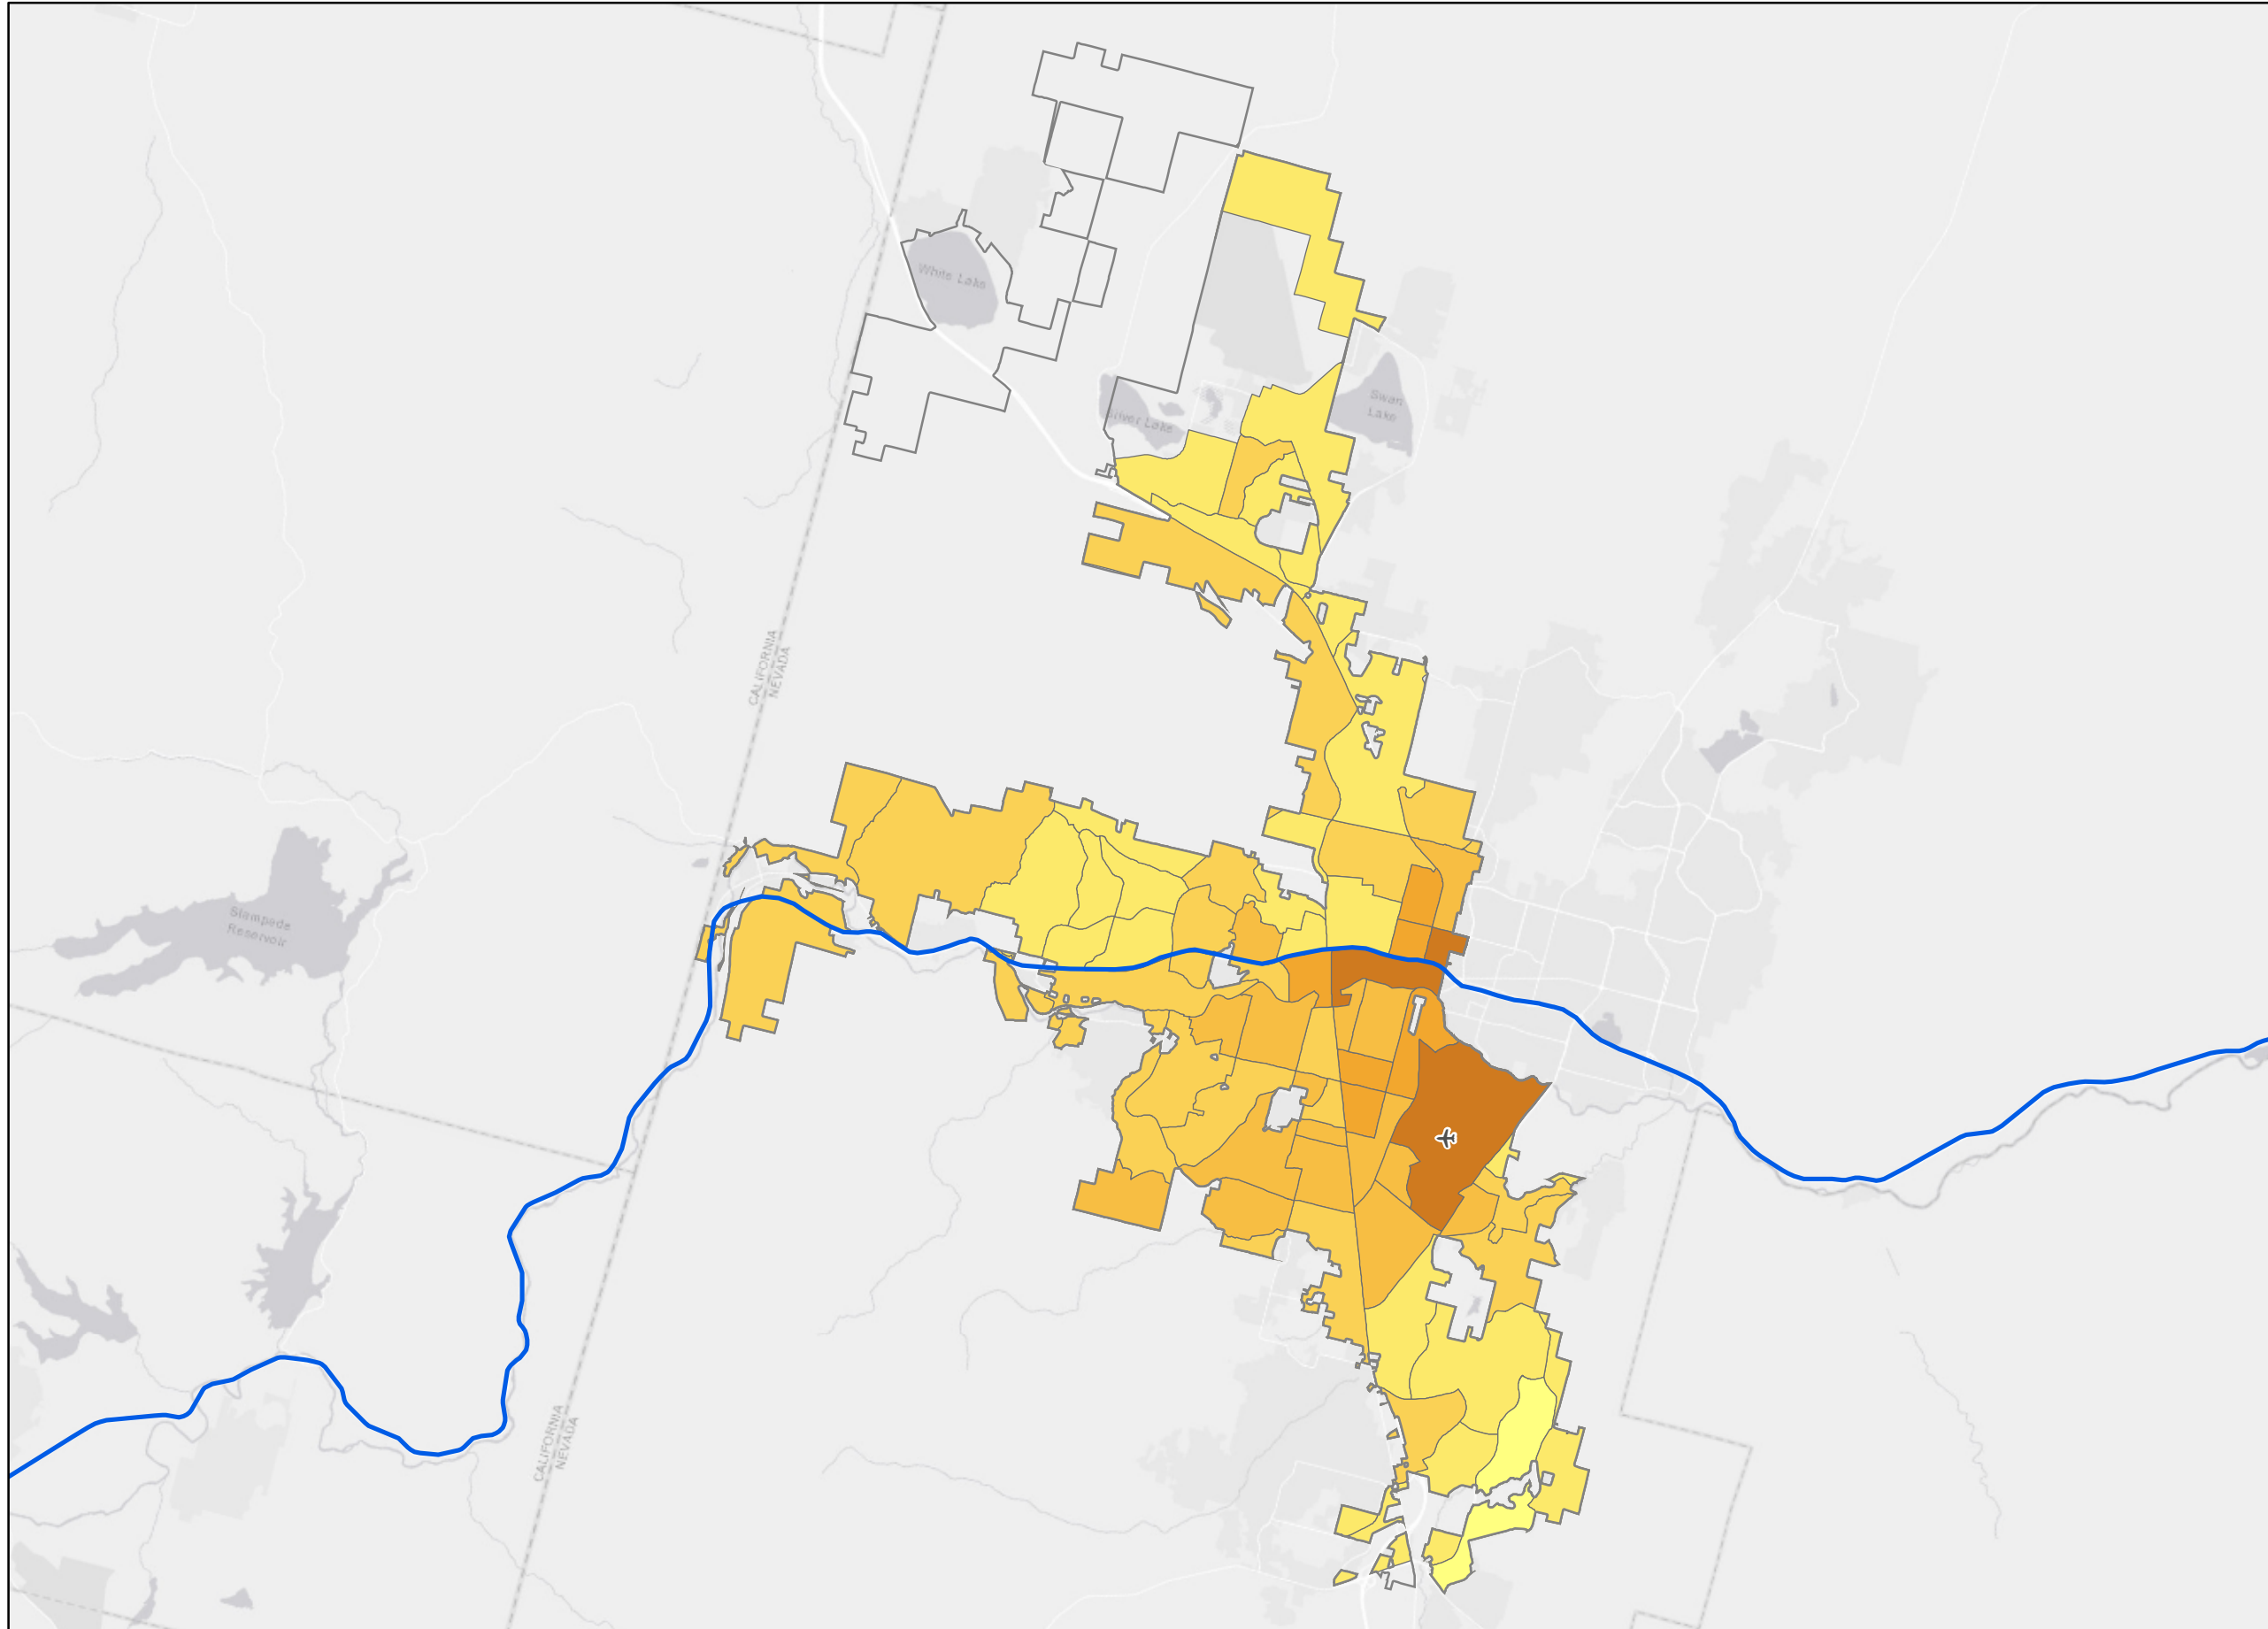 White Lake
Silver Lake
Swan
Lake
CALIFORNIA
NEVADA
Stampede
Reservoir
CALIFORNIA
NEVADA